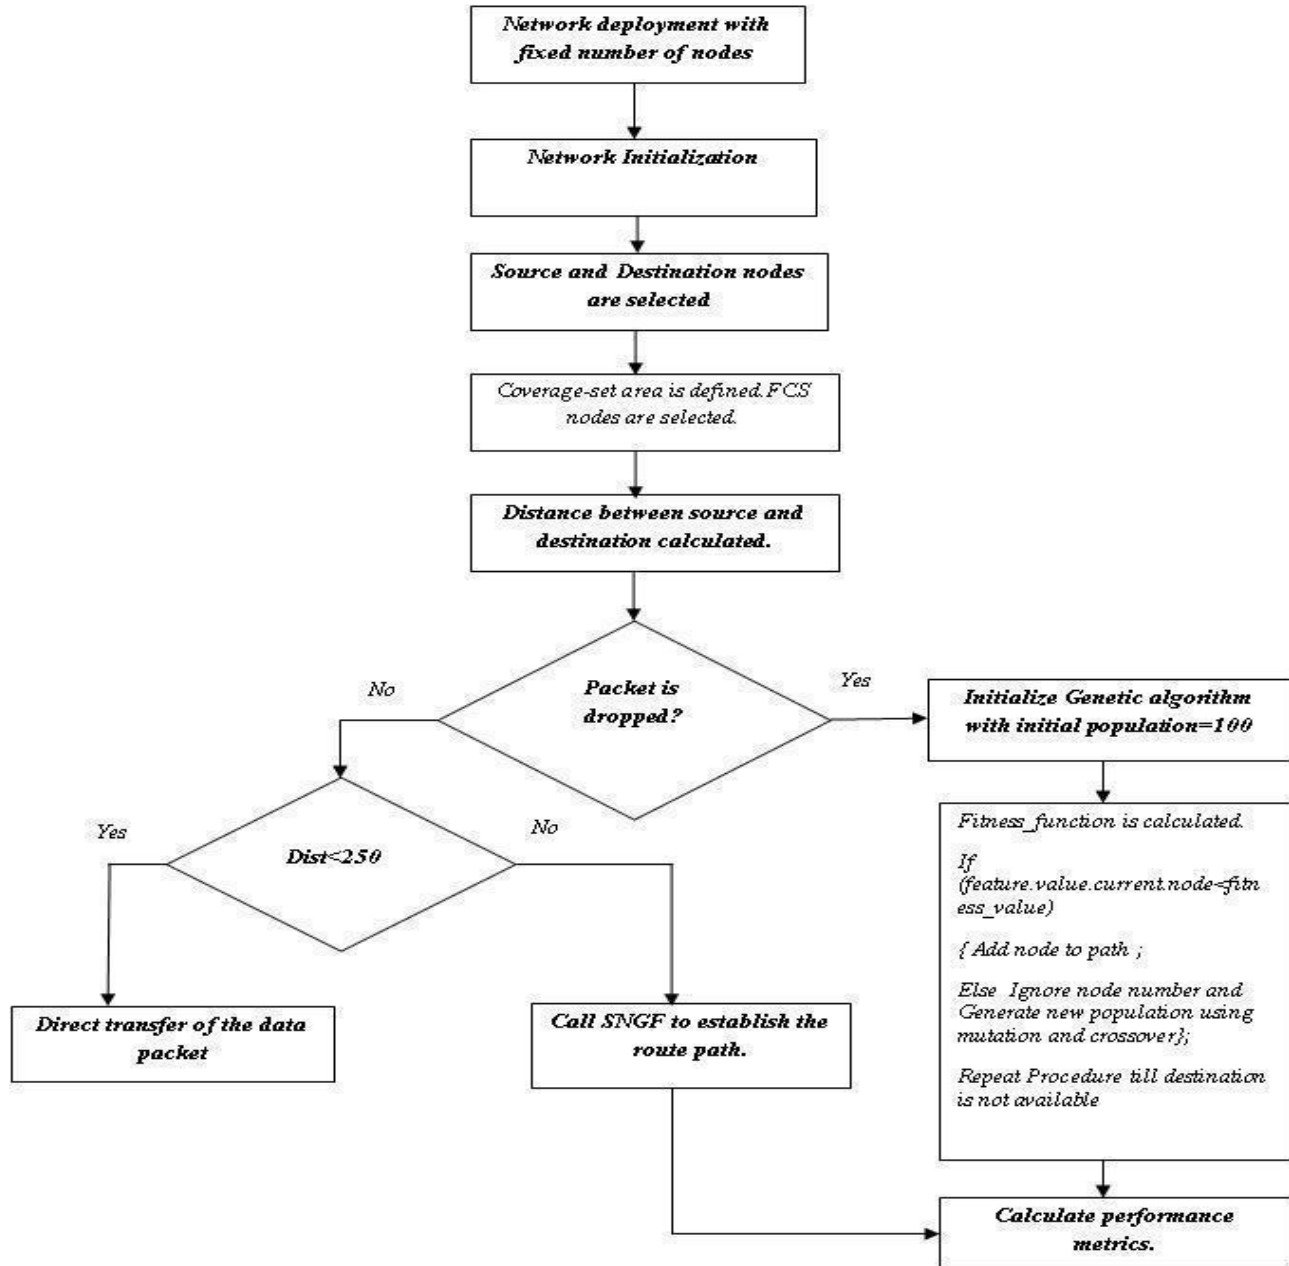 Network deployment with
fixed number of nodes
Network Initialization
Source and Destination nodes
are selected
Coverage-set area is defined.FCS
nodes are selected.
Distance between source and
destination calculated.
No
Packet is
dropped?
Yes
Initialize Genetic algorithm
with initial population=100
Yes
Dist<250
No
Fitness_function is calculated.
If
(feature.value.current.node=fitn
ess_value)
{ Add node to path ;
Else Ignore node number and
Generate new population using
mutation and crossover};
Repeat Procedure till destination
is not available
Direct transfer of the data
packet
Call SNGF to establish the
route path.
Calculate performance
metrics.